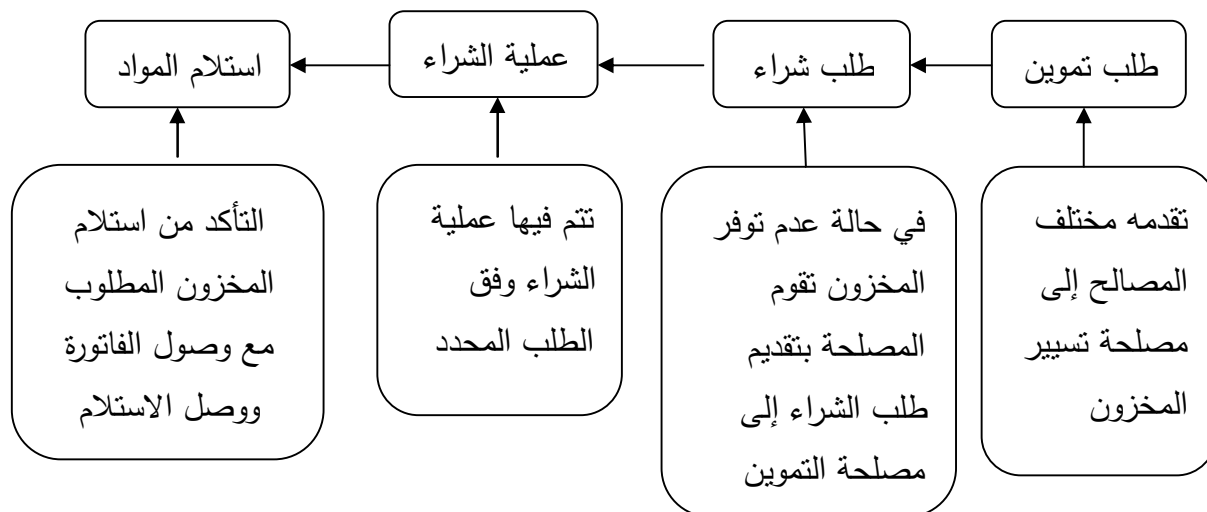 طلب تموين
طلب شراء
عملية الشراء
استلام المواد
تقدمه مختلف
المصالح إلى
مصلحة تسيير
المخزون
في حالة عدم توفر
المخزون تقوم
المصلحة بتقديم
طلب الشراء إلى
مصلحة التموين
تتم فيها عملية
الشراء وفق
الطلب المحدد
التأكد من استلام
المخزون المطلوب
مع وصول الفاتورة
ووصل الاستلام